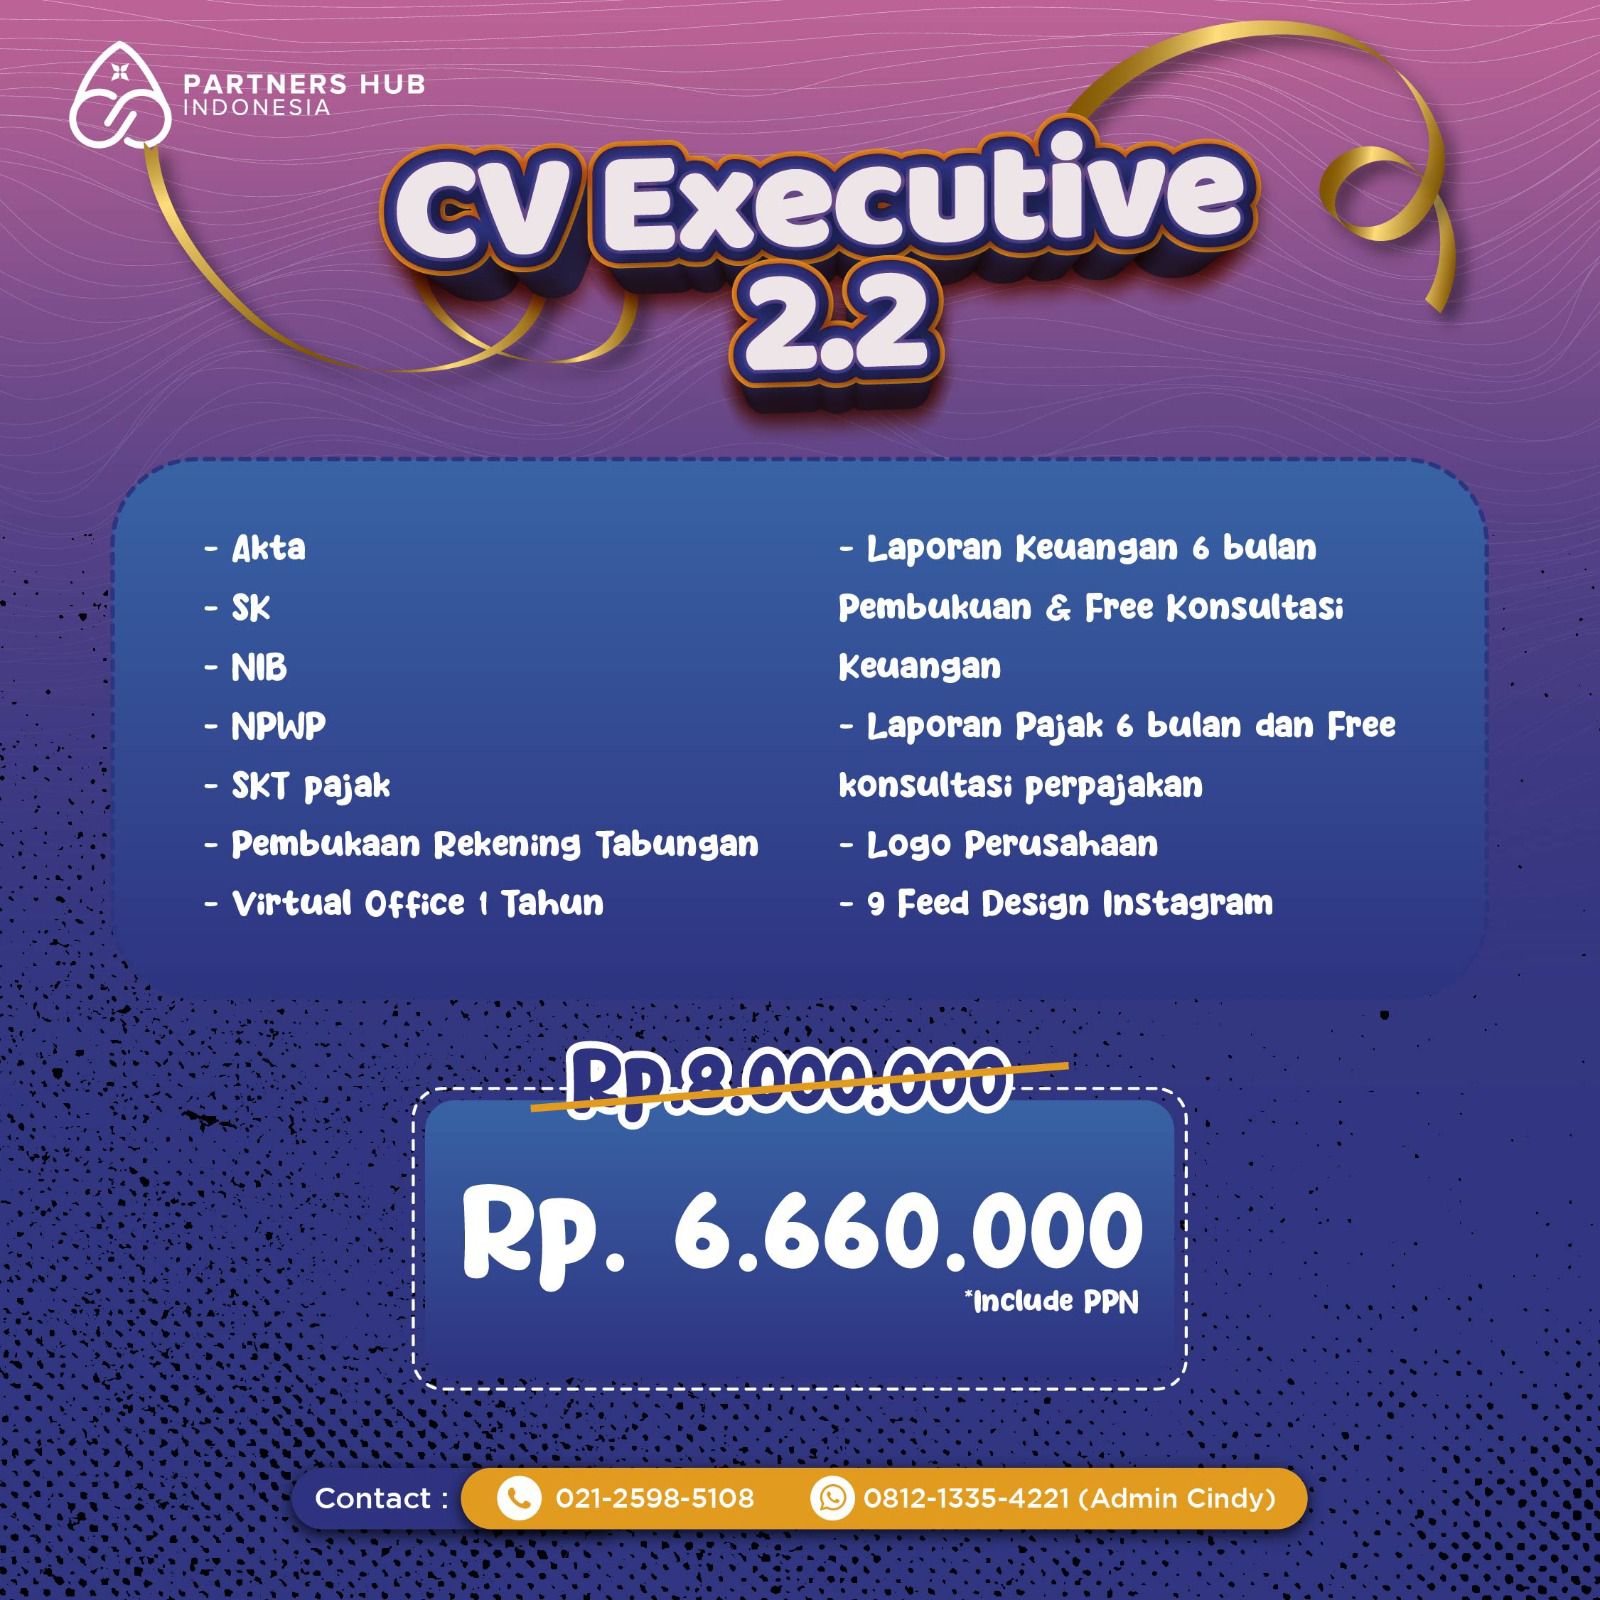 PARTNERS HUB
INDONESIA
CV Executive
2.2
- Akta
- SK
- NIB
- NPWP
- SKT pajak
- Pembukaan Rekening Tabungan
- Virtual Office 1 Tahun
- Laporan Keuangan 6 bulan
Pembukuan & Free Konsultasi
Keuangan
- Laporan Pajak 6 bulan dan Free
konsultasi perpajakan
- Logo Perusahaan
- 9 Feed Design Instagram
Rp.8.000.000
Rp. 6.660.000
*Include PPN
Contact : 021-2598-5108 0812-1335-4221 (Admin Cindy)